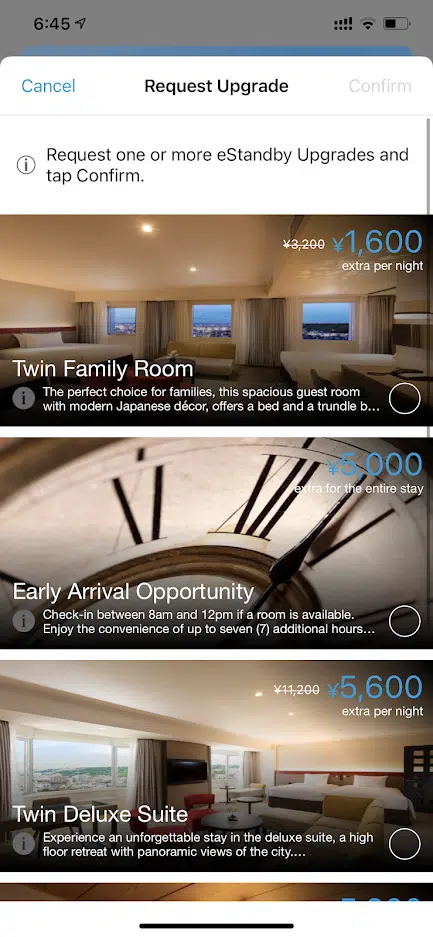 6:45
Cancel
Request Upgrade
Confirm
Request one or more eStandby Upgrades and
tap Confirm.
¥3,200 ¥1,600
extra per night
Twin Family Room
The perfect choice for families, this spacious guest room
with modern Japanese décor, offers a bed and a trundle b...
¥5,000
extra for the entire stay
Early Arrival Opportunity
Check-in between 8am and 12pm if a room is available.
Enjoy the convenience of up to seven (7) additional hours...
¥11,200 ¥5,600
extra per night
Twin Deluxe Suite
Experience an unforgettable stay in the deluxe suite, a high
floor retreat with panoramic views of the city....